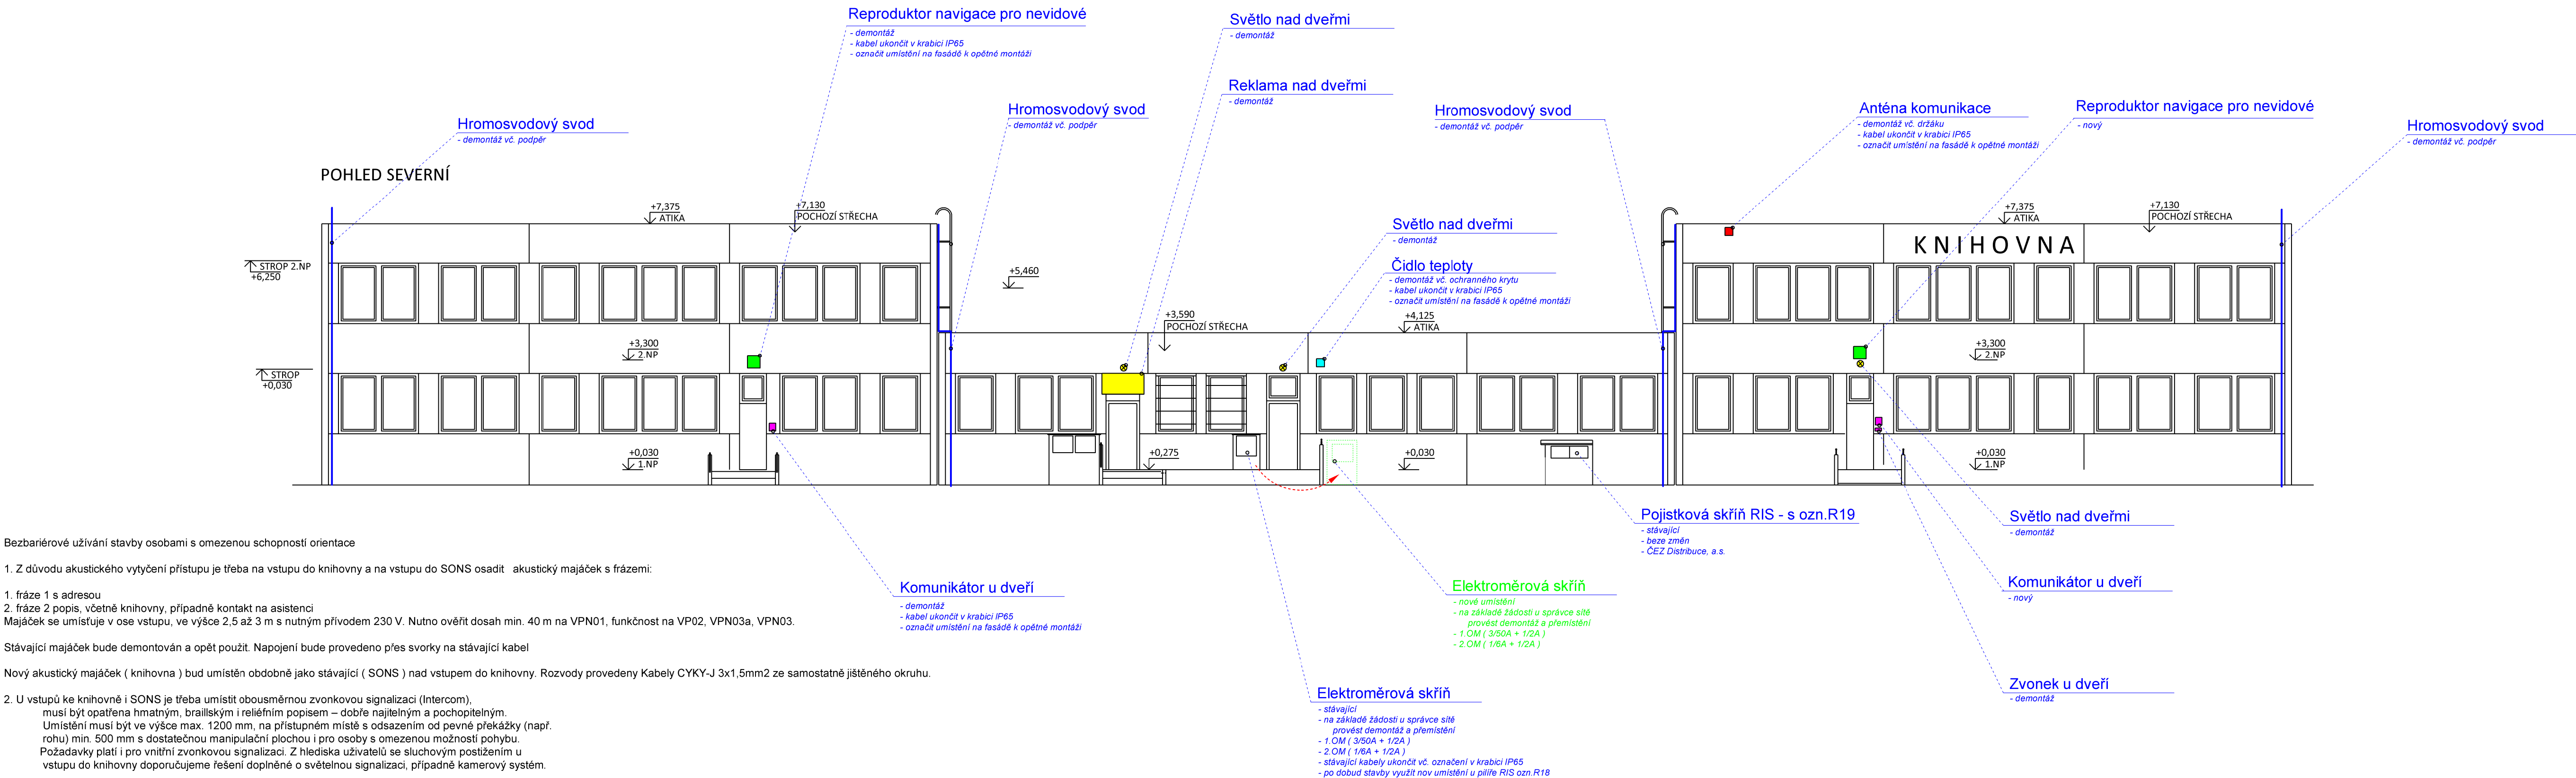 Reproduktor navigace pro nevidové
- demontáž
- kabel ukončit v krabici IP65
- označit umístění na fasádě k opětné montáži
Světlo nad dveřmi
- demontáž
Reklama nad dveřmi
- demontáž
Hromosvodový svod
- demontáž vč. podpěr
Hromosvodový svod
- demontáž vč. podpěr
Hromosvodový svod
- demontáž vč. podpěr
Anténa komunikace
- demontáž vč. držáku
- kabel ukončit v krabici IP65
- označit umístění na fasádě k opětné montáži
Reproduktor navigace pro nevidové
- nový
Hromosvodový svod
- demontáž vč. podpěr
POHLED SEVERNÍ
+7,375
ATIKA
+7,130
POCHOZÍ STŘECHA
STROP 2.NP
+6,250
+5,460
Světlo nad dveřmi
- demontáž
Čidlo teploty
- demontáž vč. ochranného krytu
- kabel ukončit v krabici IP65
- označit umístění na fasádě k opětné montáži
+7,375
ATIKA
+7,130
POCHOZÍ STŘECHA
KNIHOVNA
+3,590
POCHOZÍ STŘECHA
+4,125
ATIKA
+3,300
2.NP
STROP
+0,030
+3,300
2.NP
+0,030
1.NP
+0,275
+0,030
+0,030
1.NP
Pojistková skříň RIS - s ozn.R19
- stávající
- beze změn
- ČEZ Distribuce, a.s.
Světlo nad dveřmi
- demontáž
Komunikátor u dveří
- demontáž
- kabel ukončit v krabici IP65
- označit umístění na fasádě k opětné montáži
Elektroměrová skříň
- nové umístění
- na základě žádosti u správce sítě
provést demontáž a přemístění
- 1.OM ( 3/50A + 1/2A )
- 2.OM ( 1/6A + 1/2A )
Komunikátor u dveří
- nový
Elektroměrová skříň
- stávající
- na základě žádosti u správce sítě
provést demontáž a přemístění
- 1.OM ( 3/50A + 1/2A )
- 2.OM ( 1/6A + 1/2A )
- stávající kabely ukončit vč. označení v krabici IP65
- po dobud stavby využít nov umístění u pilíře RIS ozn.R18
Zvonek u dveří
- demontáž
Bezbariérové užívání stavby osobami s omezenou schopností orientace
1. Z důvodu akustického vytyčení přístupu je třeba na vstupu do knihovny a na vstupu do SONS osadit akustický majáček s frázemi:
1. fráze 1 s adresou
2. fráze 2 popis, včetně knihovny, případně kontakt na asistenci
Majáček se umísťuje v ose vstupu, ve výšce 2,5 až 3 m s nutným přívodem 230 V. Nutno ověřit dosah min. 40 m na VPN01, funkčnost na VP02, VPN03a, VPN03.
Stávající majáček bude demontován a opět použit. Napojení bude provedeno přes svorky na stávající kabel
Nový akustický majáček ( knihovna ) bud umístěn obdobně jako stávající ( SONS ) nad vstupem do knihovny. Rozvody provedeny Kabely CYKY-J 3x1,5mm2 ze samostatně jištěného okruhu.
2. U vstupů ke knihovně i SONS je třeba umístit obousměrnou zvonkovou signalizaci (Intercom),
musí být opatřena hmatným, braillským i reliéfním popisem – dobře najitelným a pochopitelným.
Umístění musí být ve výšce max. 1200 mm, na přístupném místě s odsazením od pevné překážky (např.
rohu) min. 500 mm s dostatečnou manipulační plochou i pro osoby s omezenou možností pohybu.
Požadavky platí i pro vnitřní zvonkovou signalizaci. Z hlediska uživatelů se sluchovým postižením u
vstupu do knihovny doporučujeme řešení doplněné o světelnou signalizaci, případně kamerový systém.